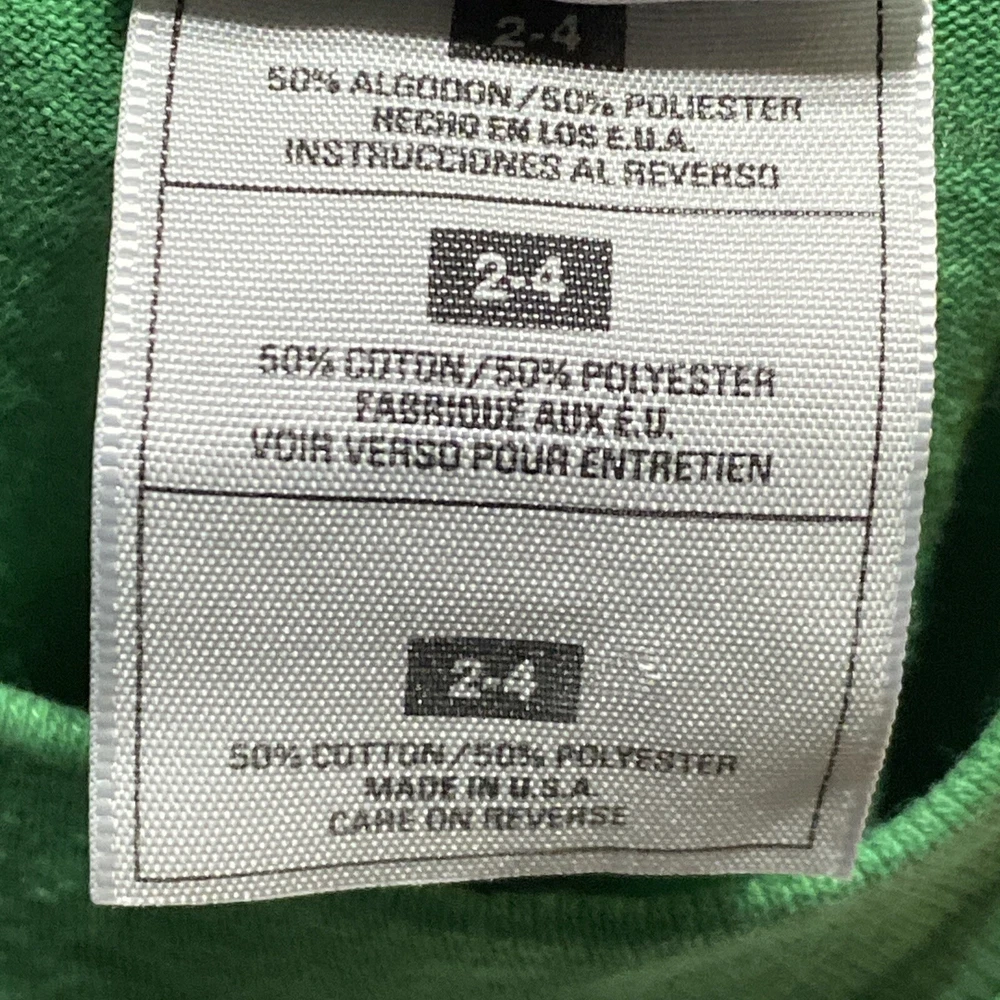 2-4
50% ALGODON/50% POLIESTER
HECHO EN LOS E.U.A.
INSTRUCCIONES AL REVERSO
2-4
50% COTON/50% POLYESTER
FABRIQUÉ AUX É.U.
VOIR VERSO POUR ENTRETIEN
2-4
50% COTTON/50% POLYESTER
MADE IN U.S.A.
CARE ON REVERSE